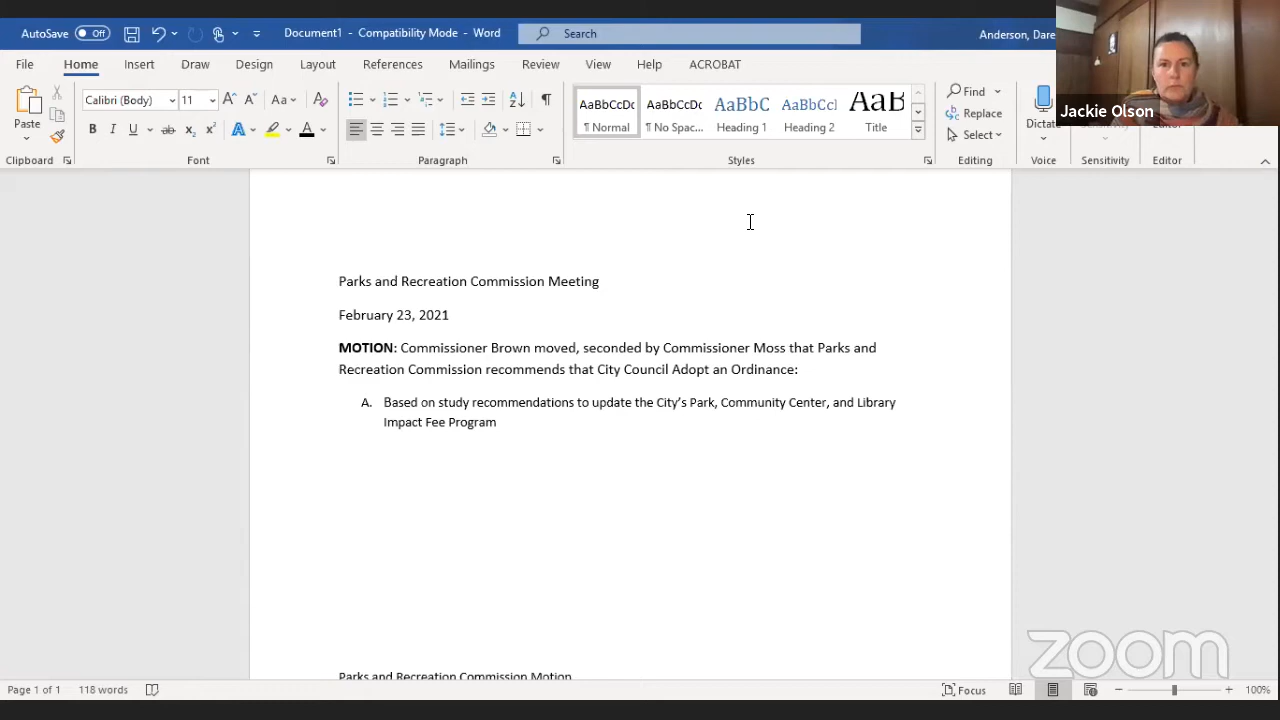 AutoSave Off Document1 - Compatibility Mode - Word Search Anderson, Dare
File Home Insert Draw Design Layout References Mailings Review View Help ACROBAT
Paste Calibri (Body) 11 Aa AaBbCcDc AaBbCcDc AaBbC AaBbCcl AaB Find Replace Select Dictate
B I U ab x2 x2 A A ¶ Normal ¶ No Spac... Heading 1 Heading 2 Title
Jackie Olson
Clipboard Font Paragraph Styles Editing Voice Sensitivity Editor
Parks and Recreation Commission Meeting
February 23, 2021
MOTION: Commissioner Brown moved, seconded by Commissioner Moss that Parks and
Recreation Commission recommends that City Council Adopt an Ordinance:
A. Based on study recommendations to update the City's Park, Community Center, and Library
Impact Fee Program
Parks and Recreation Commission Motion
zoom
Page 1 of 1 118 words Focus 100%